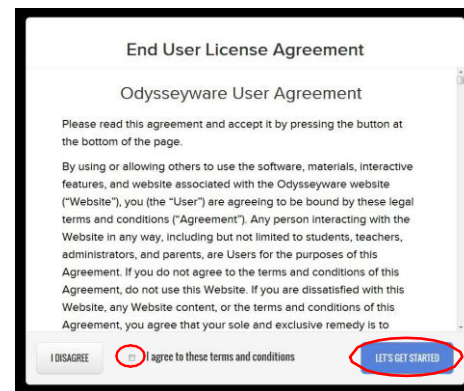 End User License Agreement
Odysseyware User Agreement
Please read this agreement and accept it by pressing the button at
the bottom of the page.
By using or allowing others to use the software, materials, interactive
features, and website associated with the Odysseyware website
("Website"), you (the "User") are agreeing to be bound by these legal
terms and conditions ("Agreement"). Any person interacting with the
Website in any way, including but not limited to students, teachers,
administrators, and parents, are Users for the purposes of this
Agreement. If you do not agree to the terms and conditions of this
Agreement, do not use this Website. If you are dissatisfied with this
Website, any Website content, or the terms and conditions of this
Agreement, you agree that your sole and exclusive remedy is to
I DISAGREE I agree to these terms and conditions LET'S GET STARTED